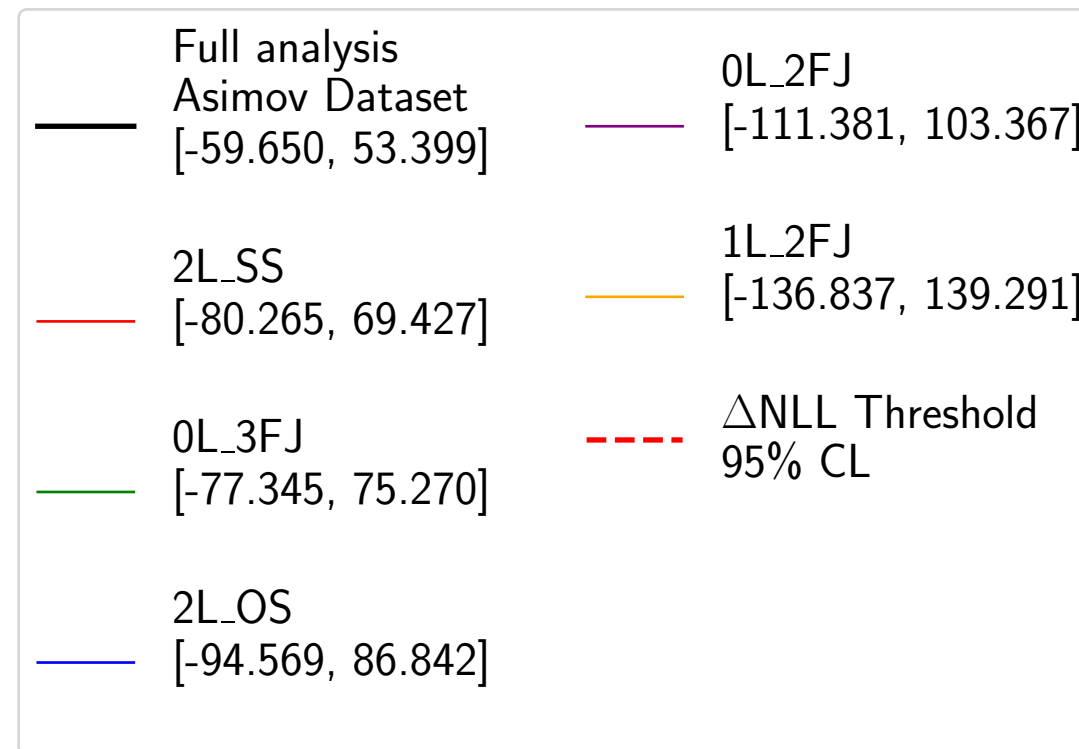 Full analysis
Asimov Dataset
[-59.650, 53.399]
2L_SS
[-80.265, 69.427]
0L_3FJ
[-77.345, 75.270]
2L_OS
[-94.569, 86.842]
0L_2FJ
[-111.381, 103.367]
1L_2FJ
[-136.837, 139.291]
ΔNLL Threshold
95% CL